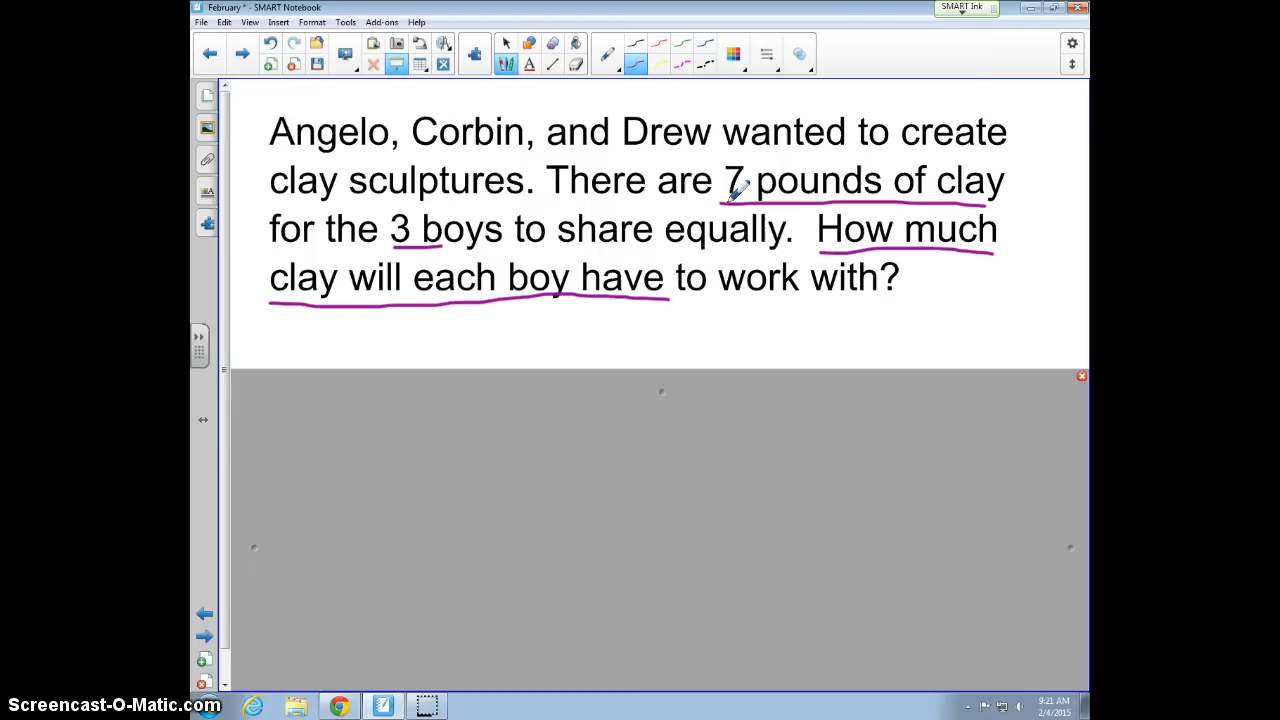 February * - SMART Notebook
SMART Ink
File Edit View Insert Format Tools Add-ons Help
Angelo, Corbin, and Drew wanted to create
clay sculptures. There are 7 pounds of clay
for the 3 boys to share equally. How much
clay will each boy have to work with?
9:21 AM
2/4/2015
Screencast-O-Matic.com